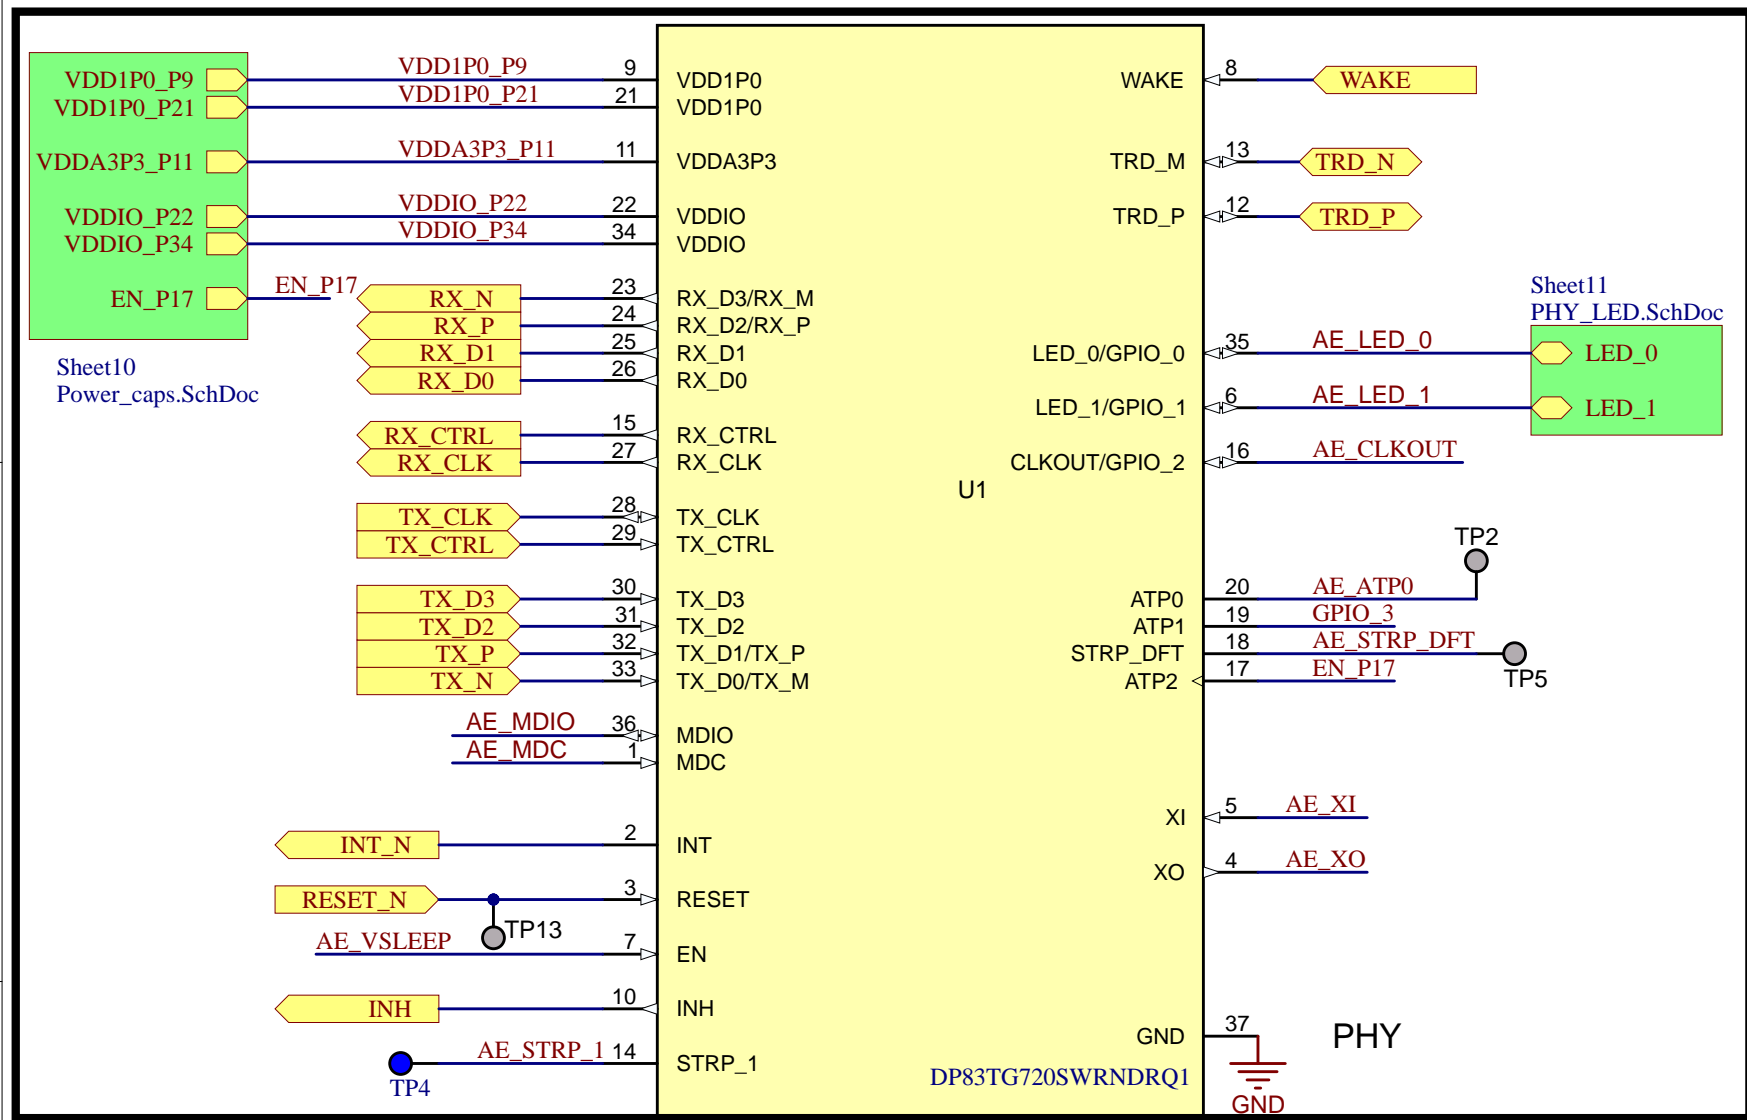 VDD1P0_P9 VDD1P0_P9 9 VDD1P0 WAKE 8 WAKE
VDD1P0_P21 VDD1P0_P21 21 VDD1P0
VDDA3P3_P11 VDDA3P3_P11 11 VDDA3P3 TRD_M 13 TRD_N
VDDIO_P22 VDDIO_P22 22 VDDIO TRD_P 12 TRD_P
VDDIO_P34 VDDIO_P34 34 VDDIO
EN_P17 EN_P17 RX_N 23 RX_D3/RX_M Sheet11
RX_P 24 RX_D2/RX_P PHY_LED.SchDoc
RX_D1 25 RX_D1 LED_0/GPIO_0 35 AE_LED_0 LED_0
Sheet10
RX_D0 26 RX_D0
Power_caps.SchDoc
LED_1/GPIO_1 6 AE_LED_1 LED_1
RX_CTRL 15 RX_CTRL
RX_CLK 27 RX_CLK CLKOUT/GPIO_2 16 AE_CLKOUT
U1
TX_CLK 28 TX_CLK
TX_CTRL 29 TX_CTRL TP2
TX_D3 30 TX_D3 ATP0 20 AE_ATP0
TX_D2 31 TX_D2 ATP1 19 GPIO_3
TX_P 32 TX_D1/TX_P STRP_DFT 18 AE_STRP_DFT
TX_N 33 TX_D0/TX_M ATP2 17 EN_P17 TP5
AE_MDIO 36 MDIO
AE_MDC 1 MDC
XI 5 AE_XI
INT_N 2 INT
XO 4 AE_XO
RESET_N 3 RESET
TP13
AE_VSLEEP 7 EN
INH 10 INH
GND 37 PHY
AE_STRP_1 14 STRP_1
TP4 DP83TG720SWRNDRQ1
GND